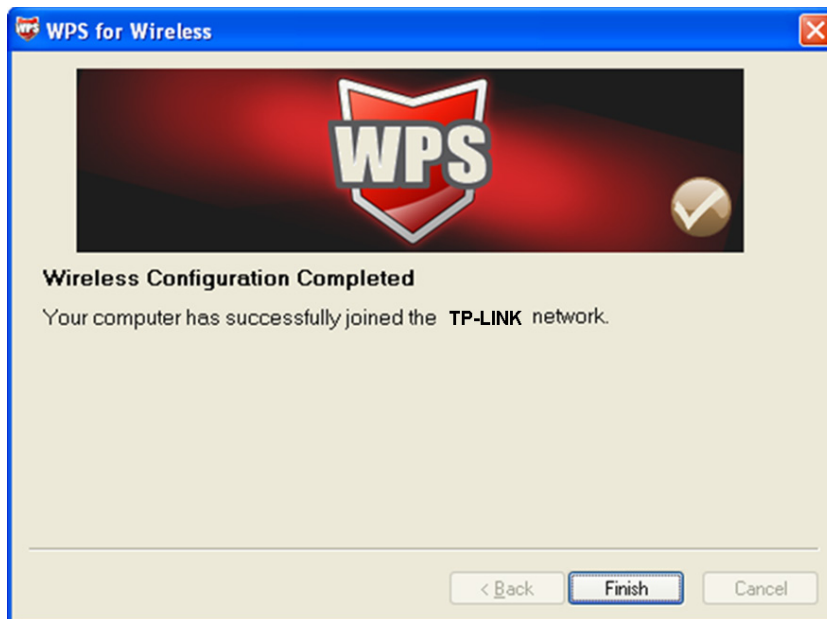 WPS WPS for Wireless
WPS
Wireless Configuration Completed
Your computer has successfully joined the TP-LINK network.
< Back Finish Cancel